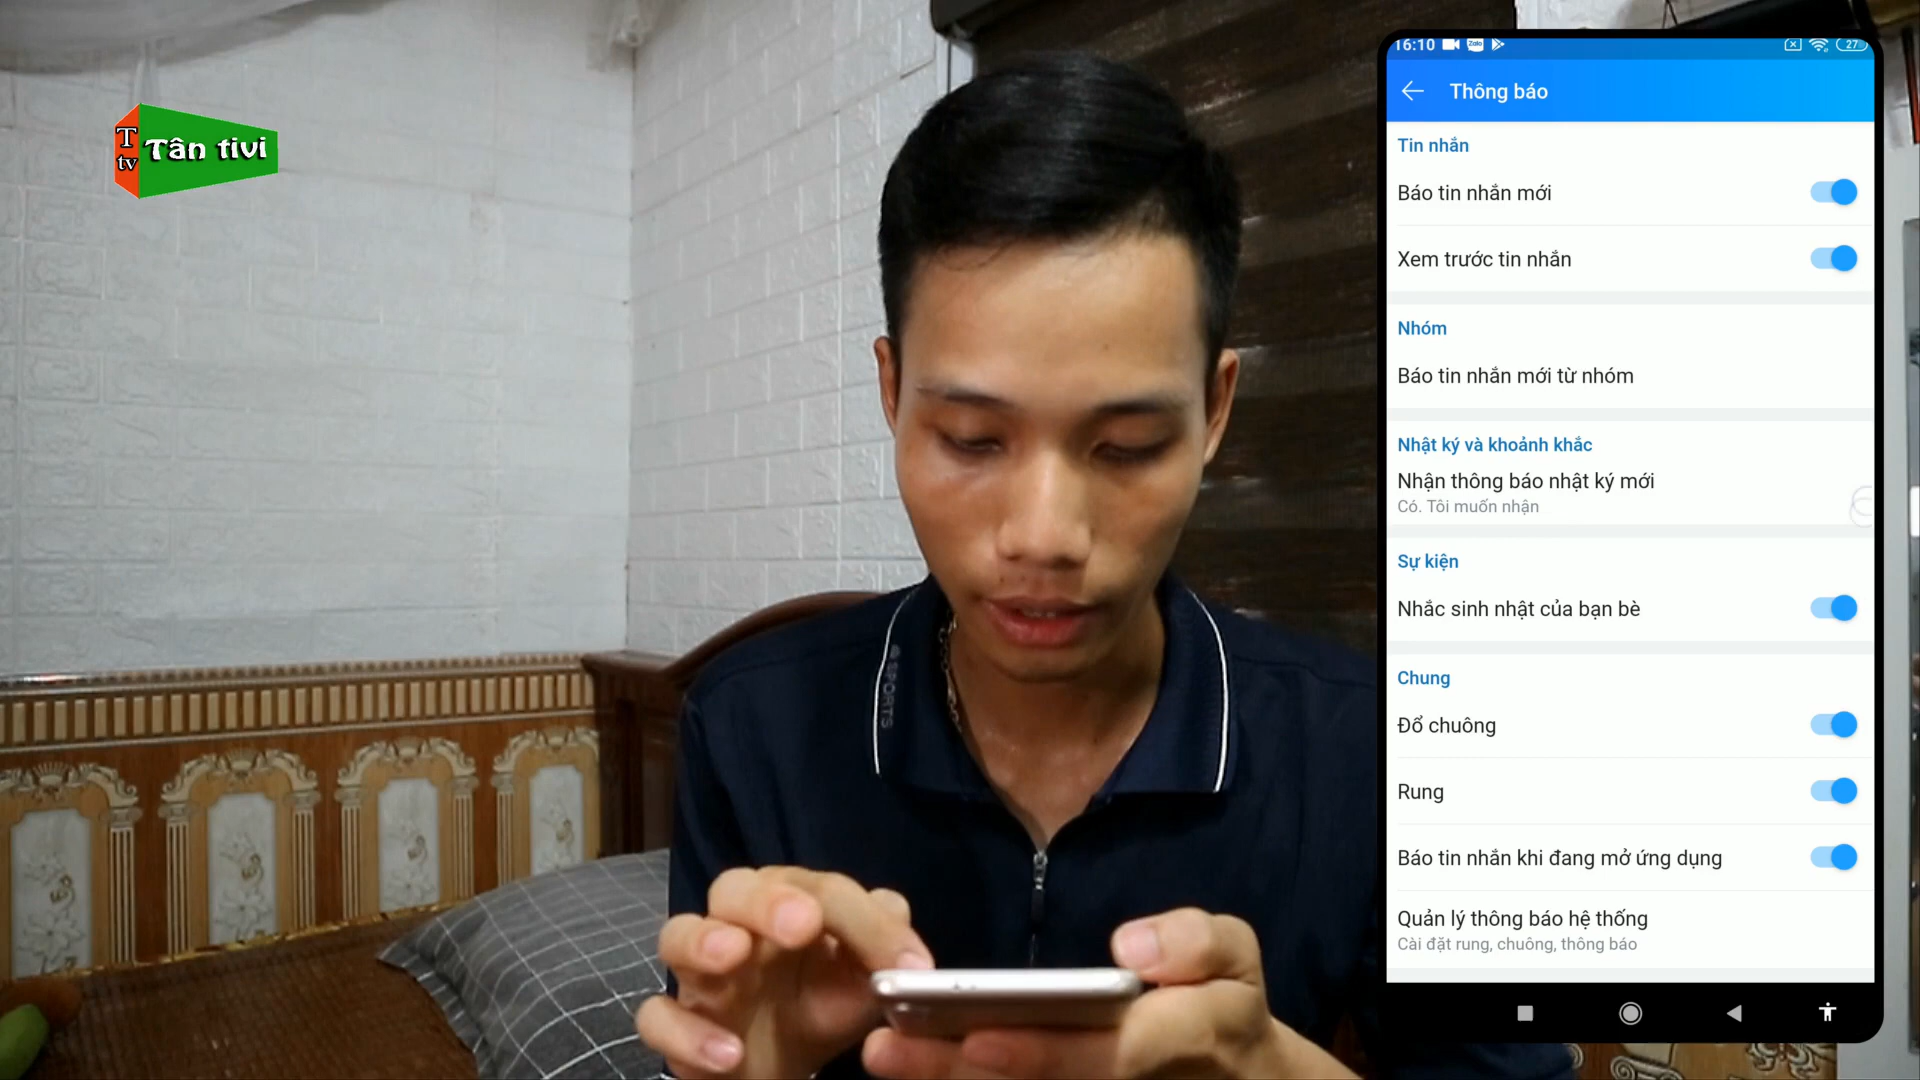 T
tv
Tân tivi
SPORTS
16:10
Zalo
27
Thông báo
Tin nhắn
Báo tin nhắn mới
Xem trước tin nhắn
Nhóm
Báo tin nhắn mới từ nhóm
Nhật ký và khoảnh khắc
Nhận thông báo nhật ký mới
Có. Tôi muốn nhận
Sự kiện
Nhắc sinh nhật của bạn bè
Chung
Đổ chuông
Rung
Báo tin nhắn khi đang mở ứng dụng
Quản lý thông báo hệ thống
Cài đặt rung, chuông, thông báo